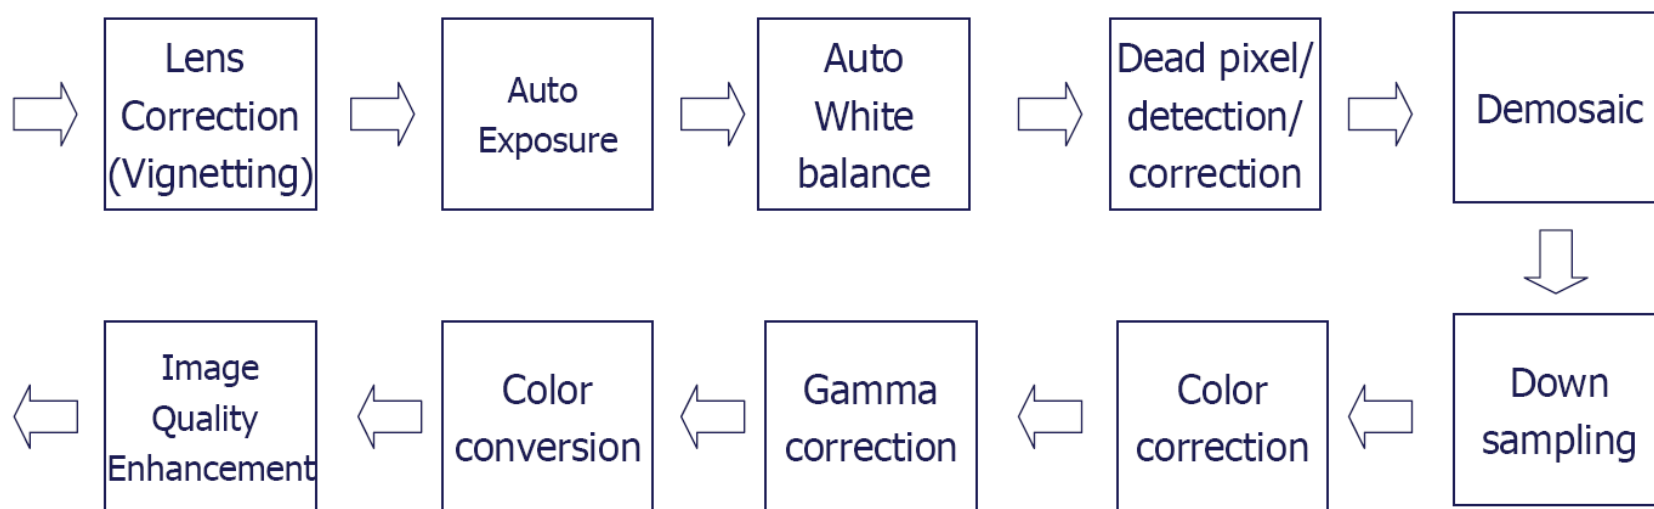 Lens
Correction
(Vignetting)
Auto
Exposure
Auto
White
balance
Dead pixel/
detection/
correction
Demosaic
Down
sampling
Color
correction
Gamma
correction
Color
conversion
Image
Quality
Enhancement